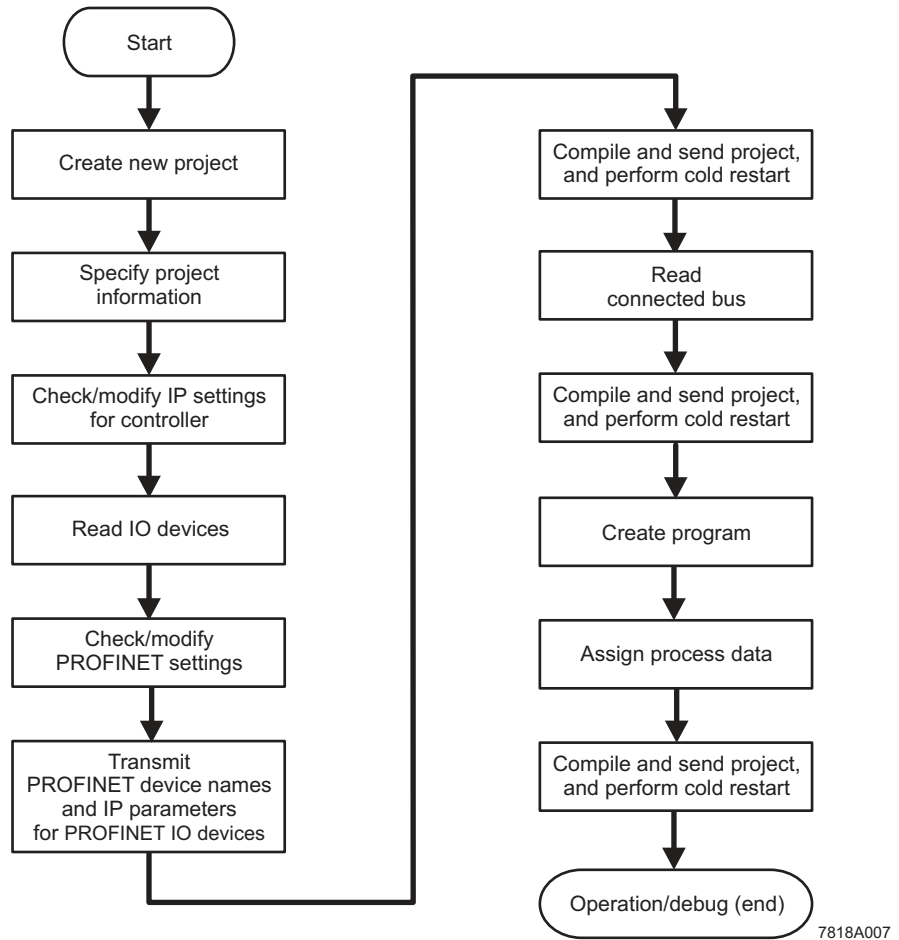 Start
Create new project
Specify project
information
Check/modify IP settings
for controller
Read IO devices
Check/modify
PROFINET settings
Transmit
PROFINET device names
and IP parameters
for PROFINET IO devices
Compile and send project,
and perform cold restart
Read
connected bus
Compile and send project,
and perform cold restart
Create program
Assign process data
Compile and send project,
and perform cold restart
Operation/debug (end)
7818A007